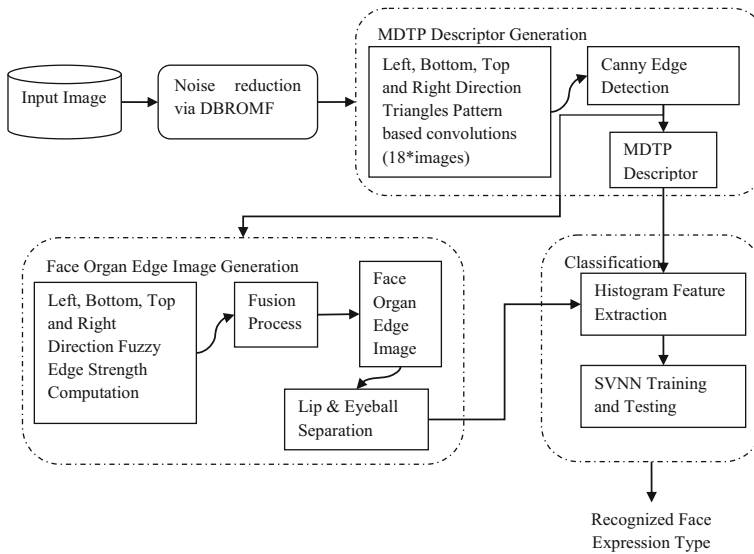 MDTP Descriptor Generation
Input Image
Noise reduction
via DBROMF
Left, Bottom, Top
and Right Direction
Triangles Pattern
based convolutions
(18*images)
Canny Edge
Detection
MDTP
Descriptor
Face Organ Edge Image Generation
Left, Bottom, Top
and Right
Direction Fuzzy
Edge Strength
Computation
Fusion
Process
Face
Organ
Edge
Image
Lip & Eyeball
Separation
Classification
Histogram Feature
Extraction
SVNN Training
and Testing
Recognized Face
Expression Type